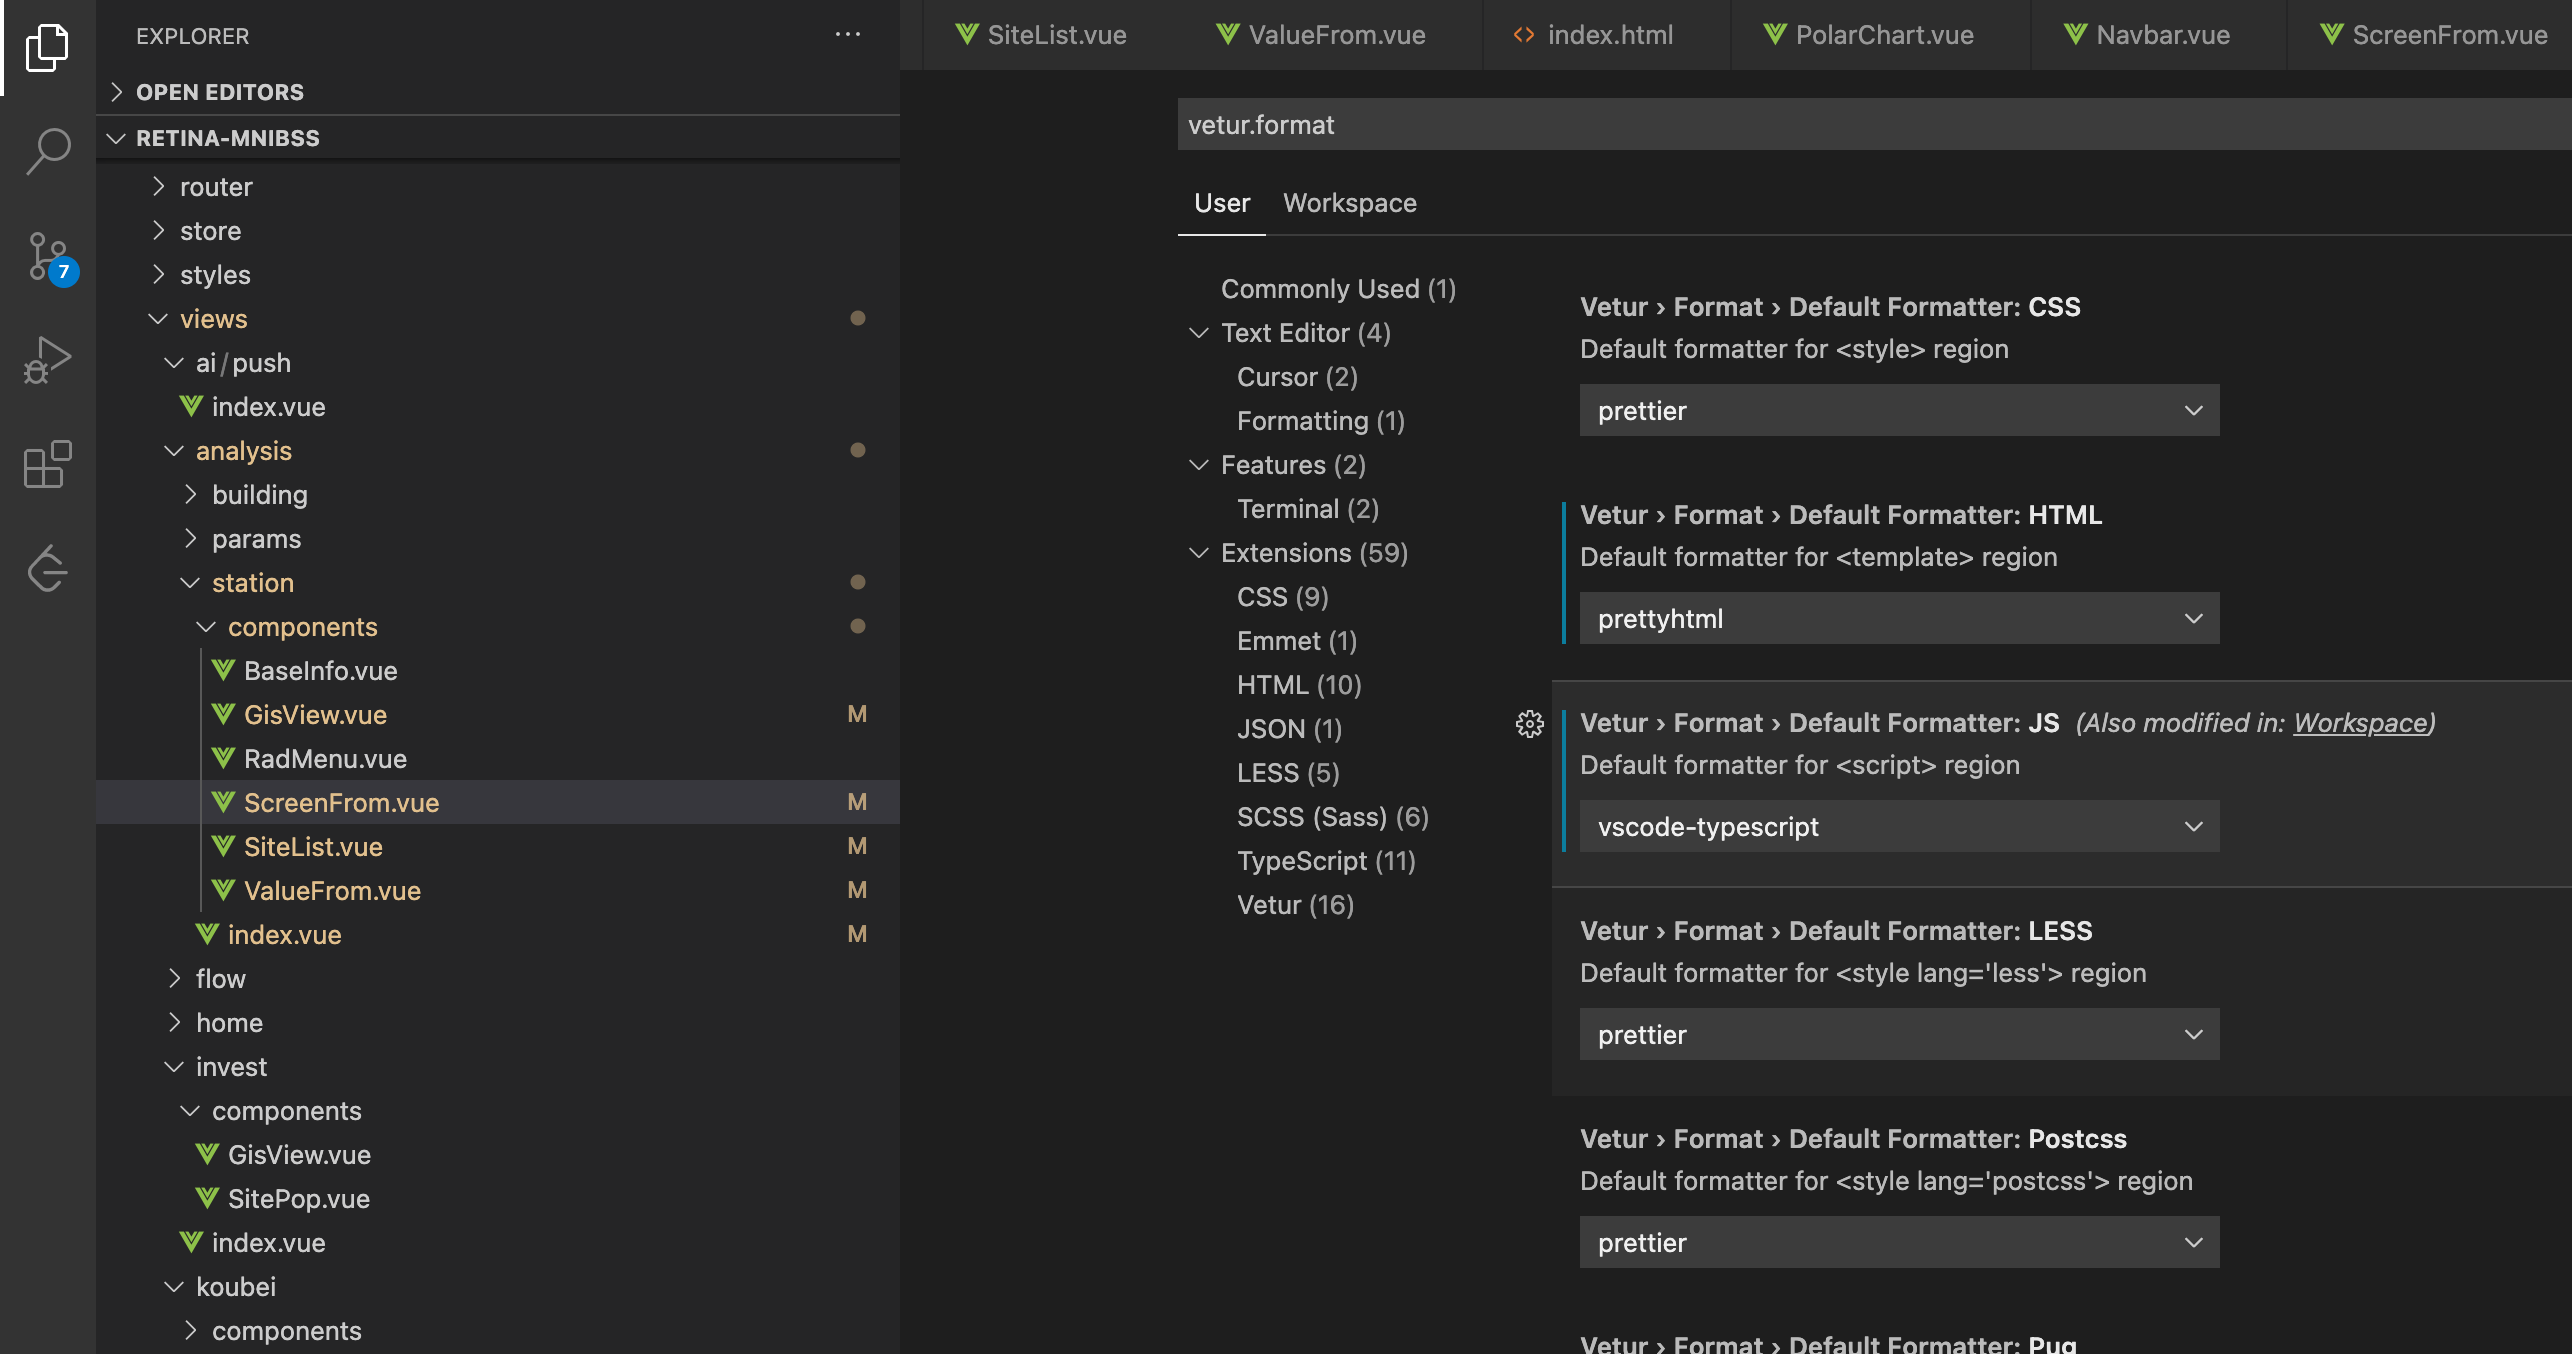 EXPLORER
OPEN EDITORS
RETINA-MNIBSS
router
store
styles
views
ai/push
index.vue
analysis
building
params
station
components
BaseInfo.vue
GisView.vue M
RadMenu.vue
ScreenFrom.vue M
SiteList.vue M
ValueFrom.vue M
index.vue M
flow
home
invest
components
GisView.vue
SitePop.vue
index.vue
koubei
components
7
SiteList.vue
ValueFrom.vue
index.html
PolarChart.vue
Navbar.vue
ScreenFrom.vue
vetur.format
User
Workspace
Commonly Used (1)
Text Editor (4)
Cursor (2)
Formatting (1)
Features (2)
Terminal (2)
Extensions (59)
CSS (9)
Emmet (1)
HTML (10)
JSON (1)
LESS (5)
SCSS (Sass) (6)
TypeScript (11)
Vetur (16)
Vetur › Format › Default Formatter: CSS
Default formatter for <style> region
prettier
Vetur › Format › Default Formatter: HTML
Default formatter for <template> region
prettyhtml
Vetur › Format › Default Formatter: JS (Also modified in: Workspace)
Default formatter for <script> region
vscode-typescript
Vetur › Format › Default Formatter: LESS
Default formatter for <style lang='less'> region
prettier
Vetur › Format › Default Formatter: Postcss
Default formatter for <style lang='postcss'> region
prettier
Vetur › Format › Default Formatter: Pug